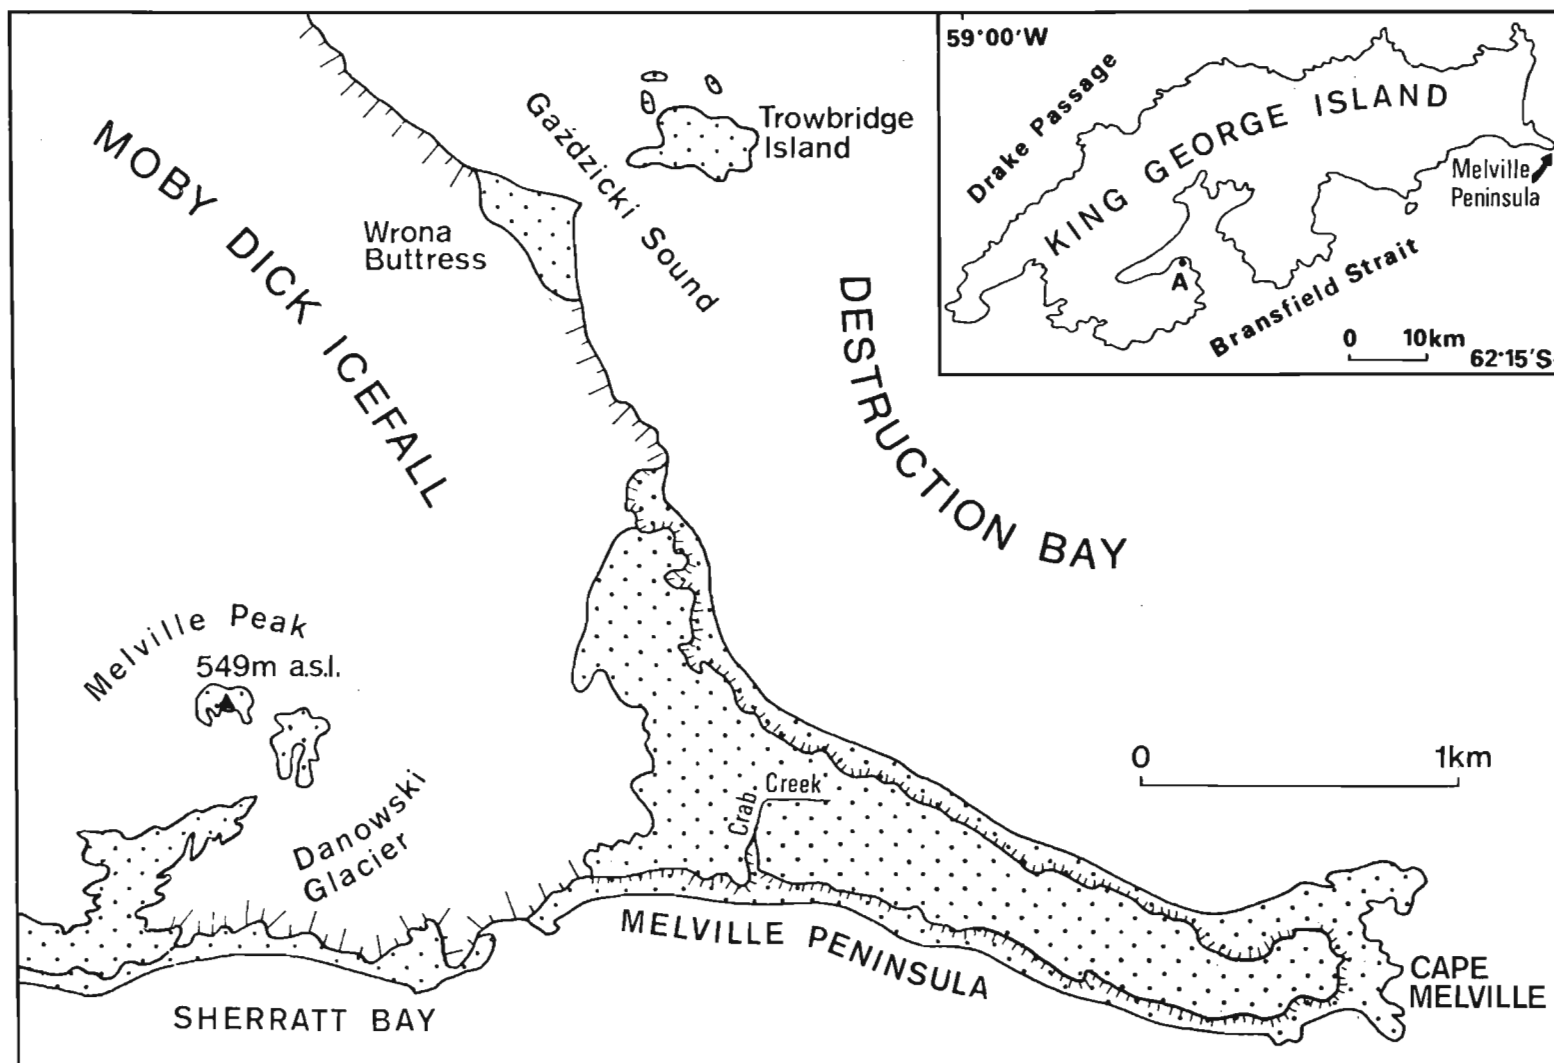 MOBY DICK ICEFALL
Gaździcki Sound
Trowbridge
Island
Wrona
Buttress
DESTRUCTION BAY
59°00'W
Drake Passage
KING GEORGE ISLAND
Melville
Peninsula
A
Bransfield Strait
0 10km
62°15'S
Melville Peak
549m a.s.l.
0 1km
Crab Creek
Danowski
Glacier
MELVILLE PENINSULA
CAPE
MELVILLE
SHERRATT BAY